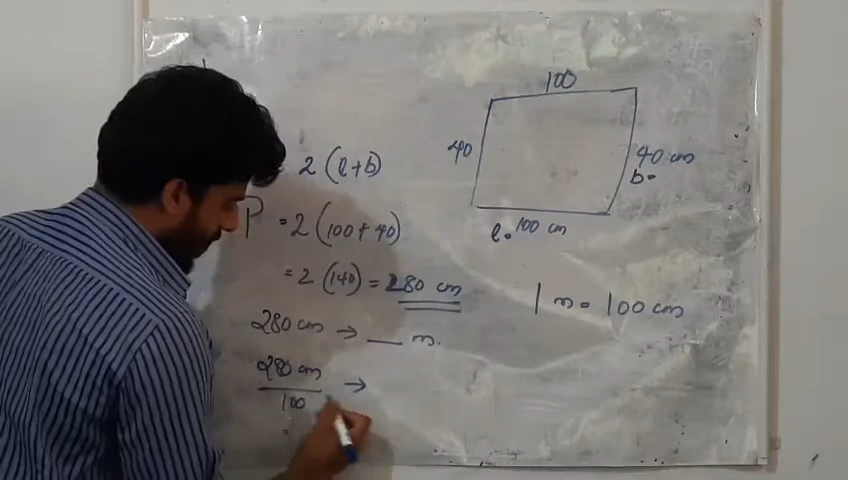 = 2 (l+b)
P = 2 (100 + 40)
= 2 (140) = 280 cm
280 cm → __ m.
280 cm →
100
100
40
40 cm
b=
l= 100 cm
1 m = 100 cm